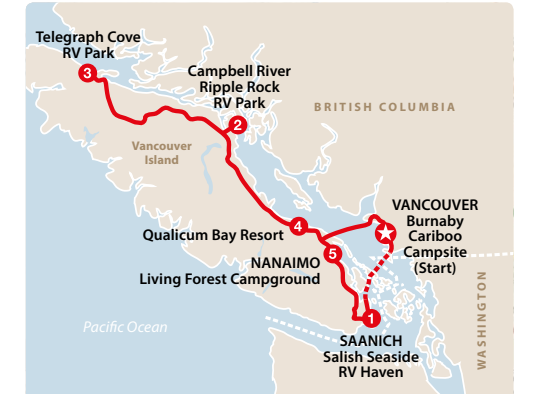 Telegraph Cove
RV Park
3
Campbell River
Ripple Rock
RV Park
2
BRITISH COLUMBIA
Vancouver
Island
VANCOUVER
Burnaby
Cariboo
Campsite
(Start)
4
Qualicum Bay Resort
5
NANAIMO
Living Forest Campground
WASHINGTON
Pacific Ocean
1
SAANICH
Salish Seaside
RV Haven